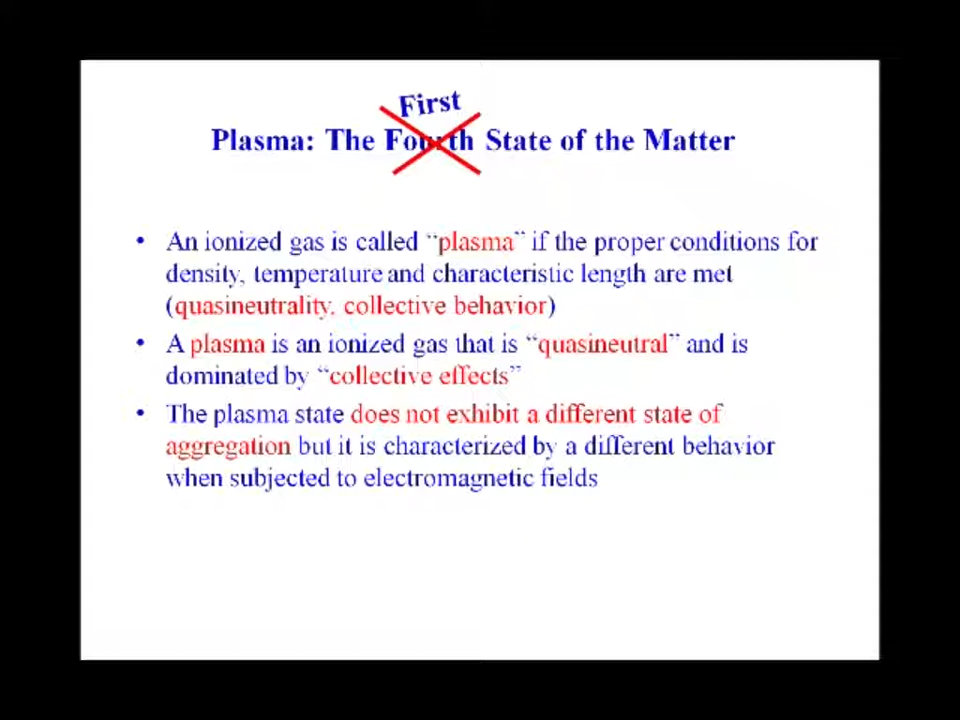 First
Plasma: The Fourth State of the Matter
• An ionized gas is called “plasma” if the proper conditions for
density, temperature and characteristic length are met
(quasineutrality, collective behavior)
• A plasma is an ionized gas that is “quasineutral” and is
dominated by “collective effects”
• The plasma state does not exhibit a different state of
aggregation but it is characterized by a different behavior
when subjected to electromagnetic fields